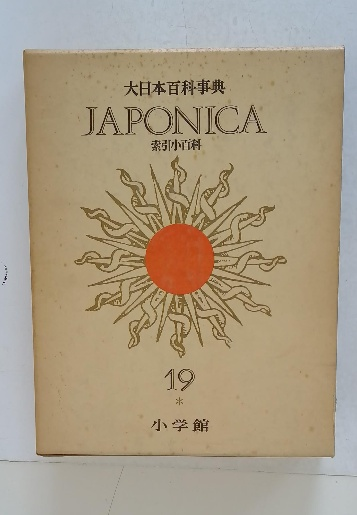 大日本百科事典
JAPONICA
索引小百科
19
*
小学館